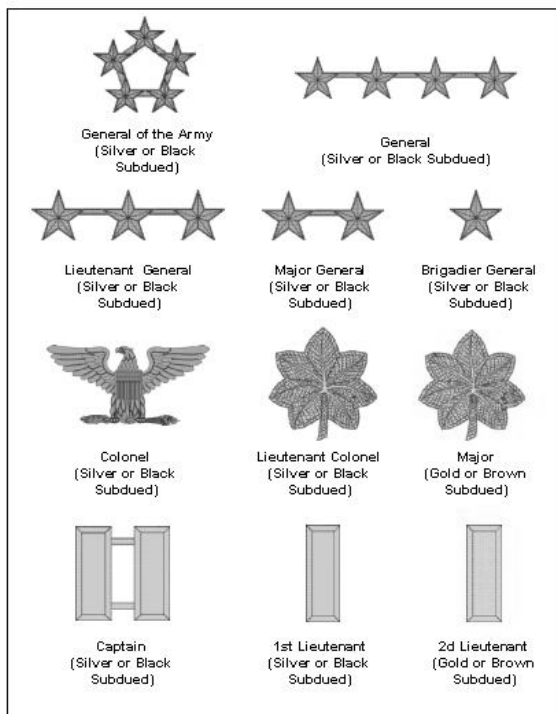 General of the Army
(Silver or Black
Subdued)
General
(Silver or Black Subdued)
Lieutenant General
(Silver or Black
Subdued)
Major General
(Silver or Black
Subdued)
Brigadier General
(Silver or Black
Subdued)
Colonel
(Silver or Black
Subdued)
Lieutenant Colonel
(Silver or Black
Subdued)
Major
(Gold or Brown
Subdued)
Captain
(Silver or Black
Subdued)
1st Lieutenant
(Silver or Black
Subdued)
2d Lieutenant
(Gold or Brown
Subdued)